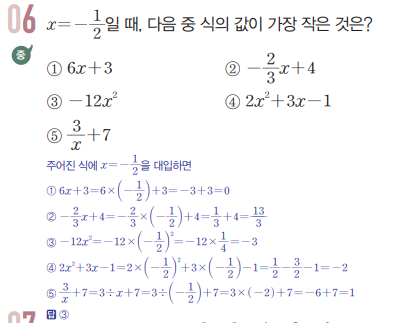 06 x=-1/2일 때, 다음 중 식의 값이 가장 작은 것은?
중
① 6x+3 ② -2/3x+4
③ -12x² ④ 2x²+3x-1
⑤ 3/x+7
주어진 식에 x=-1/2을 대입하면
① 6x+3=6×(-1/2)+3=-3+3=0
② -2/3x+4=-2/3×(-1/2)+4=1/3+4=13/3
③ -12x²=-12×(-1/2)²=-12×1/4=-3
④ 2x²+3x-1=2×(-1/2)²+3×(-1/2)-1=1/2-3/2-1=-2
⑤ 3/x+7=3÷x+7=3÷(-1/2)+7=3×(-2)+7=-6+7=1
답 ③